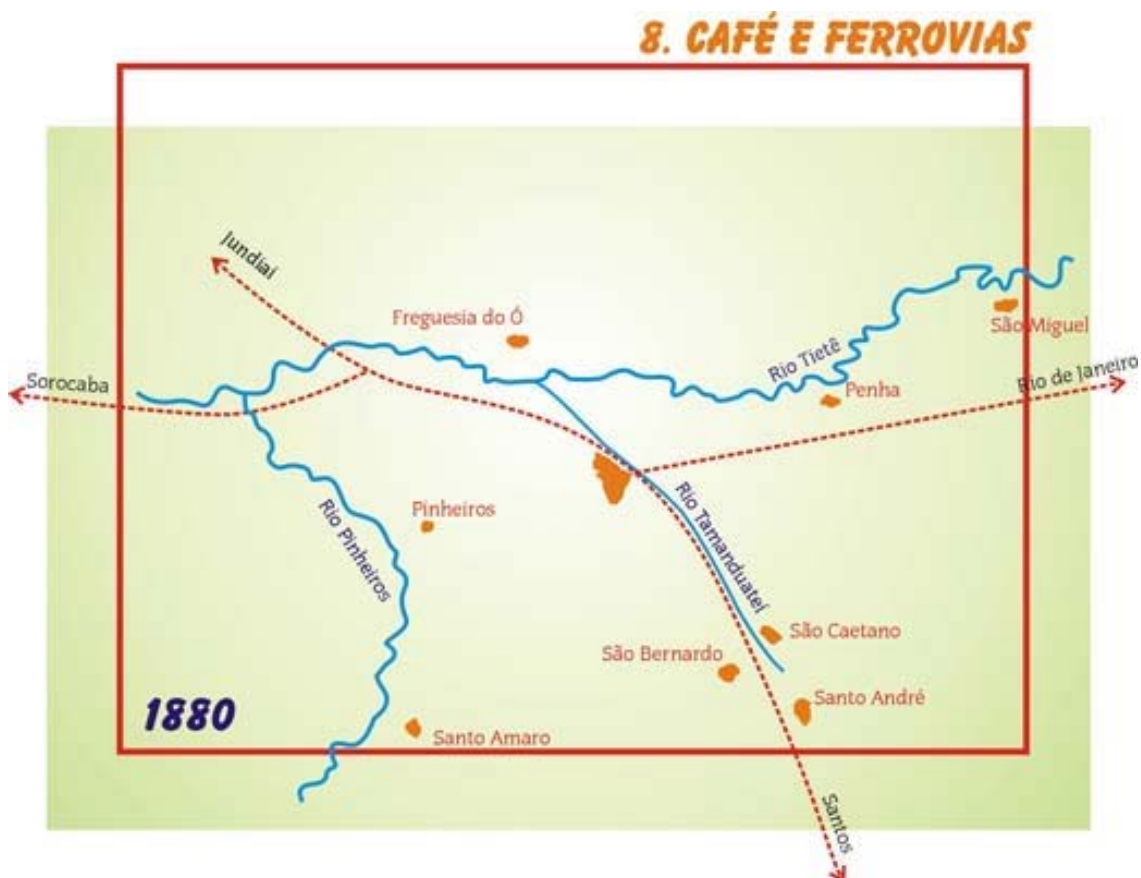 8. CAFÉ E FERROVIAS
Jundiaí
Freguesia do Ó
São Miguel
Rio Tietê
Rio de Janeiro
Sorocaba
Penha
Pinheiros
Rio Pinheiros
Rio Tamanduateí
São Caetano
São Bernardo
Santo André
1880
Santo Amaro
Santos